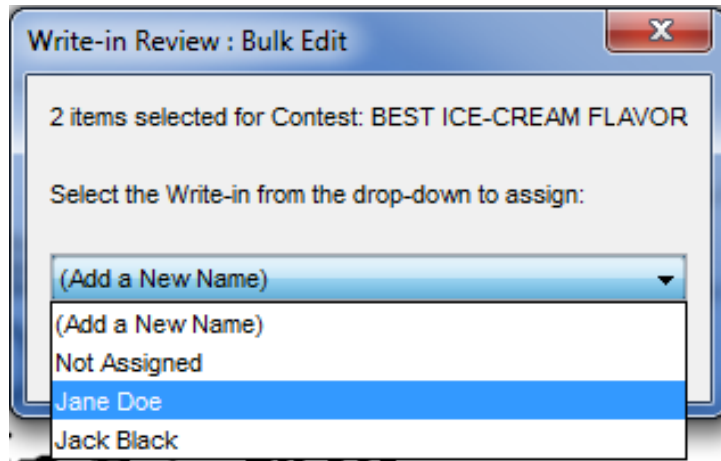 Write-in Review : Bulk Edit
2 items selected for Contest: BEST ICE-CREAM FLAVOR
Select the Write-in from the drop-down to assign:
(Add a New Name)
(Add a New Name)
Not Assigned
Jane Doe
Jack Black